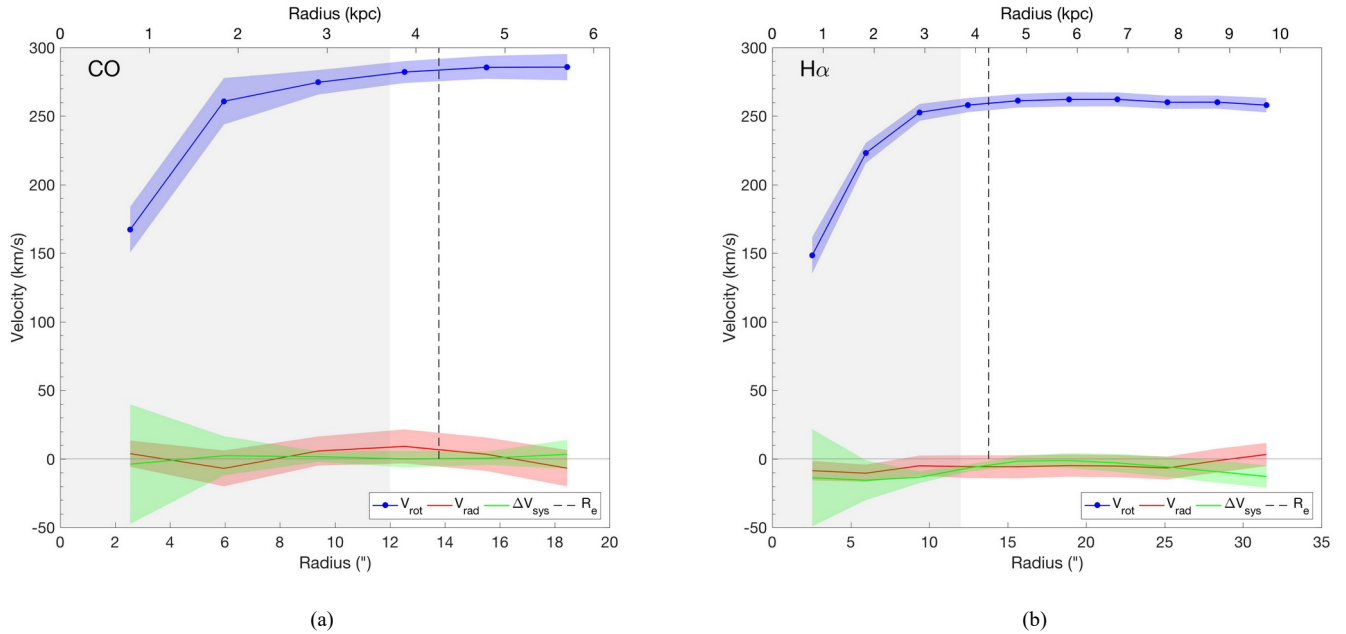 Radius (kpc)
0 1 2 3 4 5 6
300
250
200
150
100
50
0
-50
Velocity (km/s)
CO
V_rot V_rad ΔV_sys R_e
0 2 4 6 8 10 12 14 16 18 20
Radius (")
(a)
Radius (kpc)
0 1 2 3 4 5 6 7 8 9 10
300
250
200
150
100
50
0
-50
Velocity (km/s)
Hα
V_rot V_rad ΔV_sys R_e
0 5 10 15 20 25 30 35
Radius (")
(b)